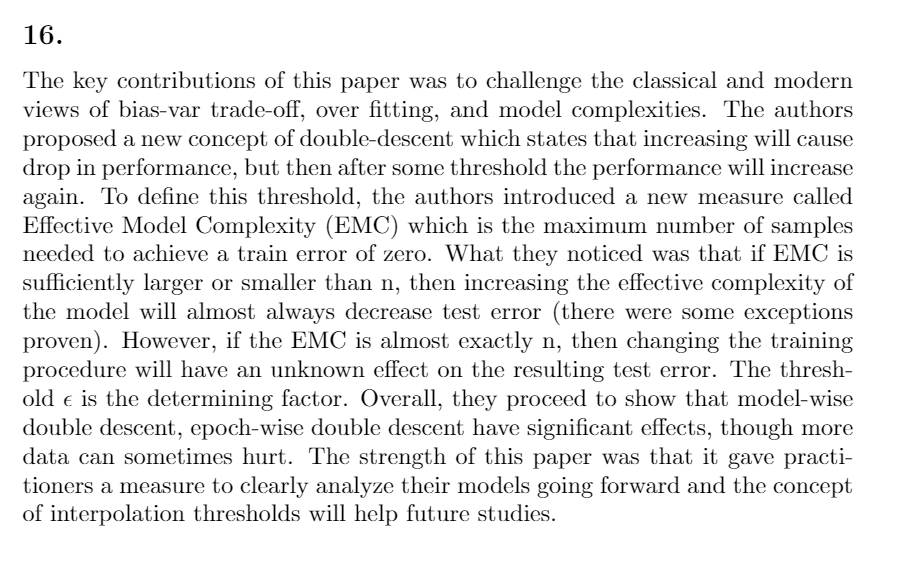 16.
The key contributions of this paper was to challenge the classical and modern
views of bias-var trade-off, over fitting, and model complexities. The authors
proposed a new concept of double-descent which states that increasing will cause
drop in performance, but then after some threshold the performance will increase
again. To define this threshold, the authors introduced a new measure called
Effective Model Complexity (EMC) which is the maximum number of samples
needed to achieve a train error of zero. What they noticed was that if EMC is
sufficiently larger or smaller than n, then increasing the effective complexity of
the model will almost always decrease test error (there were some exceptions
proven). However, if the EMC is almost exactly n, then changing the training
procedure will have an unknown effect on the resulting test error. The thresh-
old ϵ is the determining factor. Overall, they proceed to show that model-wise
double descent, epoch-wise double descent have significant effects, though more
data can sometimes hurt. The strength of this paper was that it gave practi-
tioners a measure to clearly analyze their models going forward and the concept
of interpolation thresholds will help future studies.